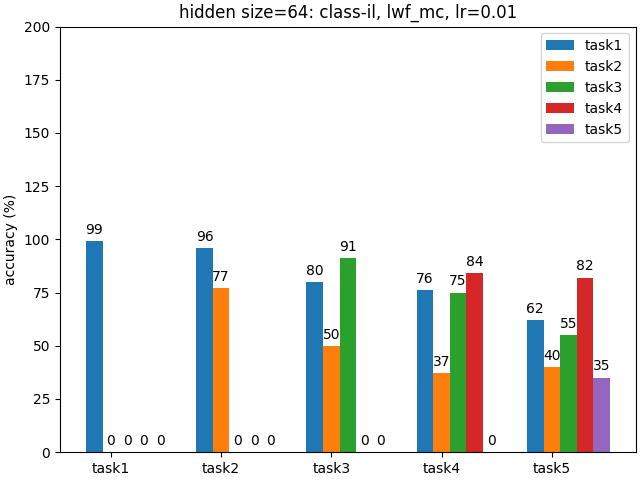 hidden size=64: class-il, lwf_mc, lr=0.01
accuracy (%)
200
175
150
125
100
75
50
25
0
task1
task2
task3
task4
task5
99 0 0 0 0
96 77 0 0 0
80 50 91 0 0
76 37 75 84 0
62 40 55 82 35
task1 task2 task3 task4 task5